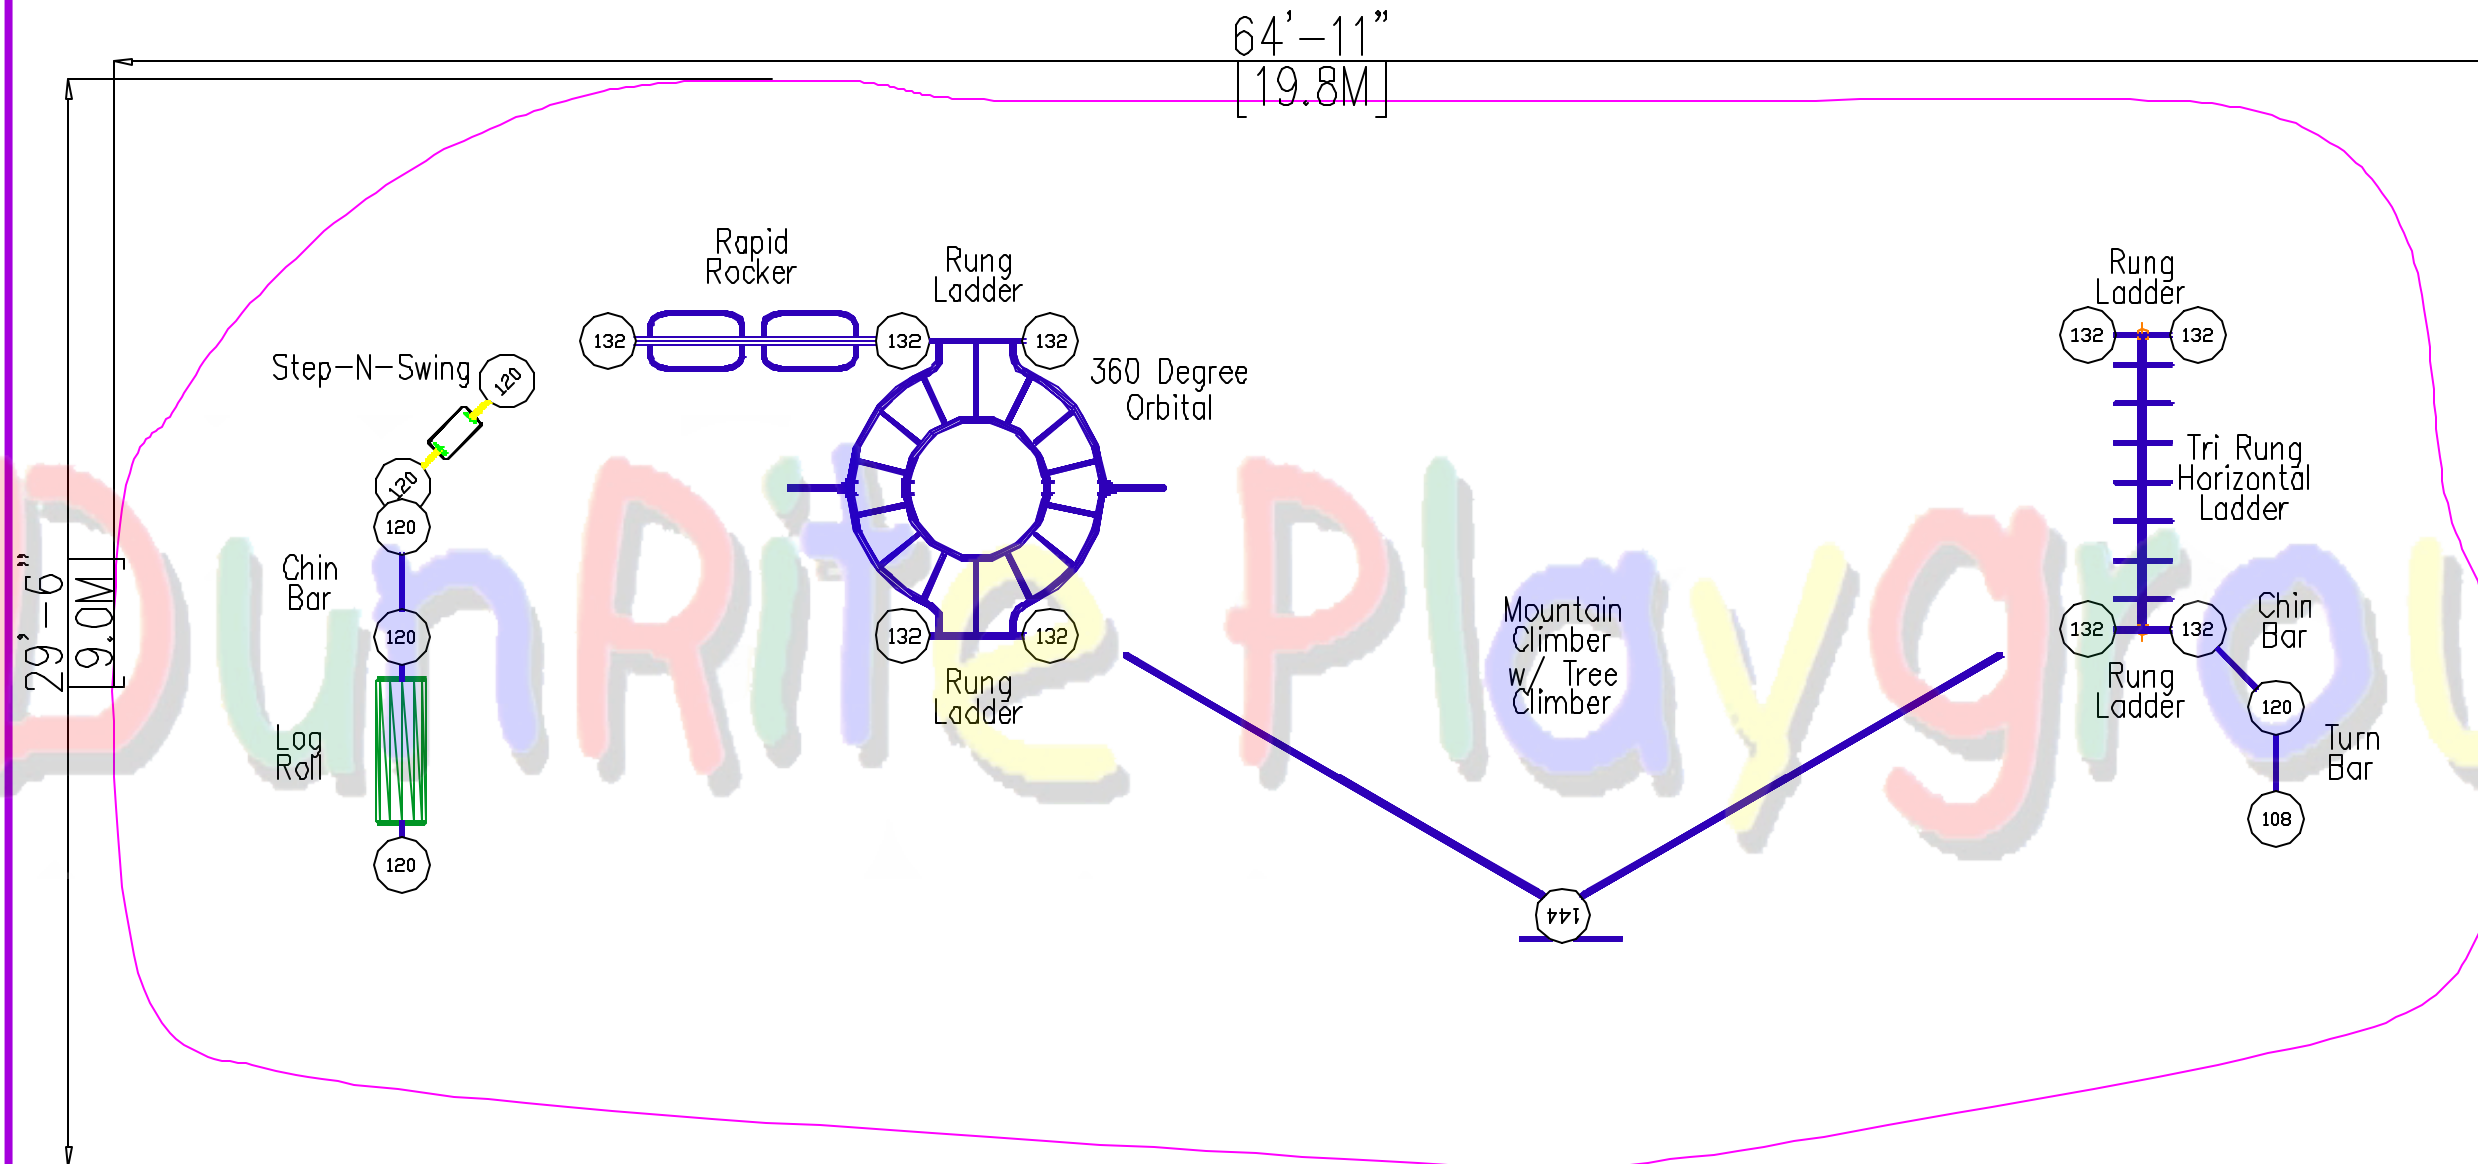 64'-11"
[19.8M]
29'-6"
[9.0M]
Rapid
Rocker
Rung
Ladder
Rung
Ladder
132
132
132
132
132
Step-N-Swing
120
360 Degree
Orbital
120
120
Tri Rung
Horizontal
Ladder
Chin
Bar
120
132
132
Mountain
Climber
w/ Tree
Climber
132
132
Chin
Bar
Rung
Ladder
Rung
Ladder
120
Turn
Bar
Log
Roll
108
120
144
DunRite Playgrou